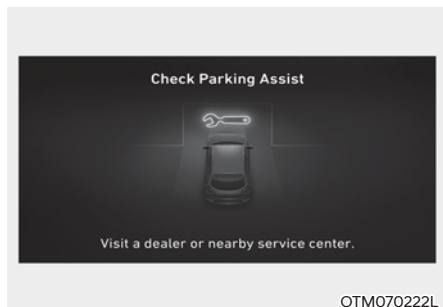 Check Parking Assist
Visit a dealer or nearby service center.
OTM070222L